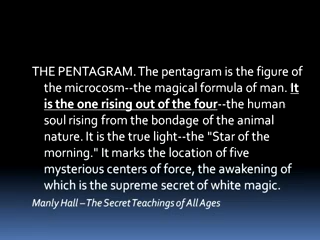 THE PENTAGRAM. The pentagram is the figure of
the microcosm--the magical formula of man. It
is the one rising out of the four--the human
soul rising from the bondage of the animal
nature. It is the true light--the "Star of the
morning." It marks the location of five
mysterious centers of force, the awakening of
which is the supreme secret of white magic.
Manly Hall – The Secret Teachings of All Ages